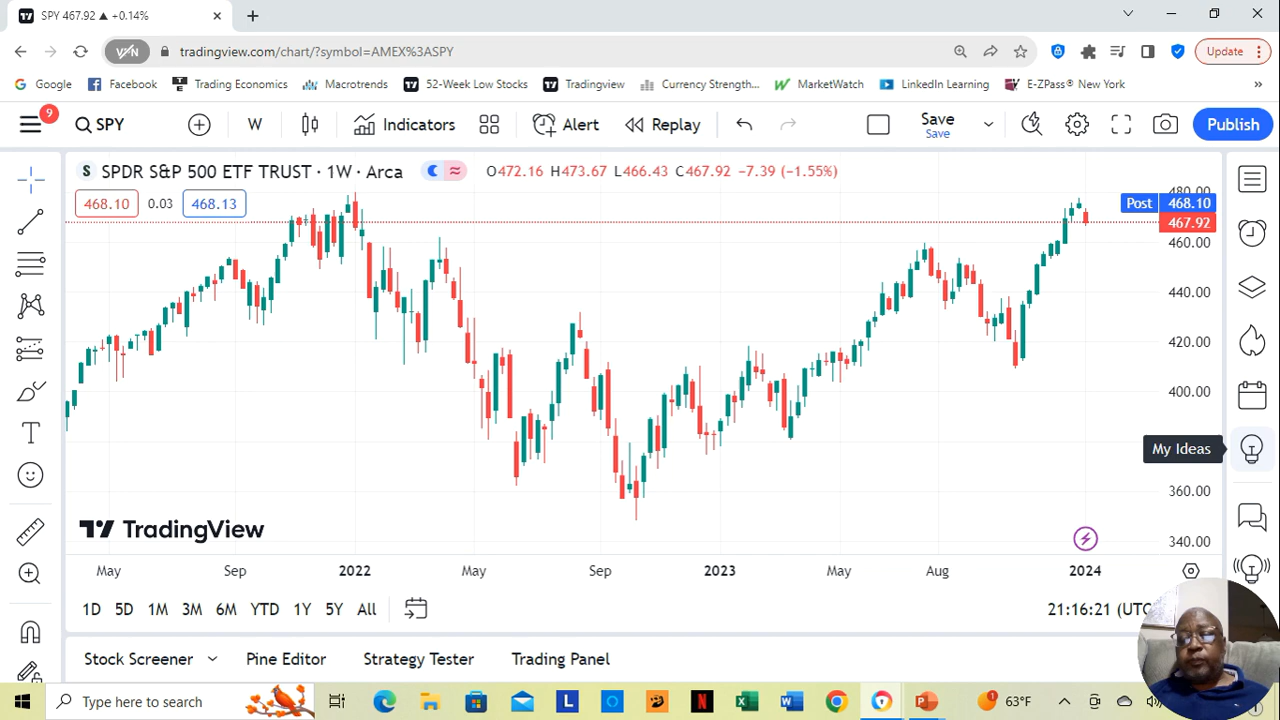 SPY 467.92 ▲ +0.14%
VPN tradingview.com/chart/?symbol=AMEX%3ASPY Update
Google Facebook Trading Economics Macrotrends 52-Week Low Stocks Tradingview Currency Strength... MarketWatch LinkedIn Learning E-ZPass® New York »
9 SPY W Indicators Alert Replay Save Publish
Save
S SPDR S&P 500 ETF TRUST · 1W · Arca O472.16 H473.67 L466.43 C467.92 −7.39 (−1.55%)
468.10 0.03 468.13
480.00
Post 468.10
467.92
460.00
440.00
420.00
400.00
My Ideas
360.00
TradingView
340.00
May Sep 2022 May Sep 2023 May Aug 2024
1D 5D 1M 3M 6M YTD 1Y 5Y All 21:16:21 (UTC
Stock Screener Pine Editor Strategy Tester Trading Panel
Type here to search L X W P 1 63°F